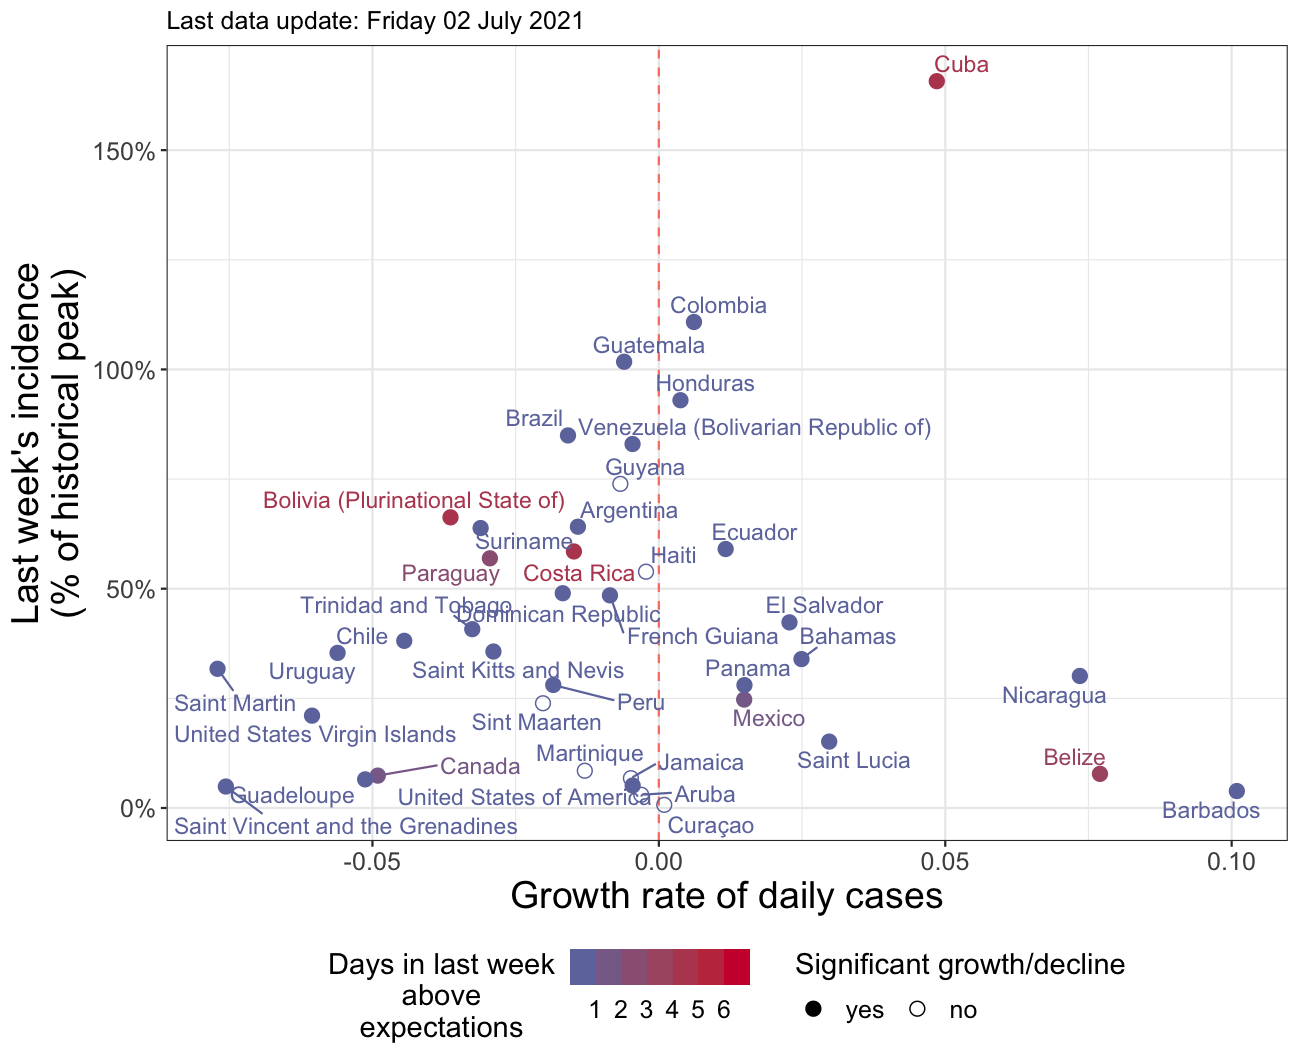 Last data update: Friday 02 July 2021
Last week's incidence
(% of historical peak)
150%
100%
50%
0%
Cuba
Colombia
Guatemala
Honduras
Brazil
Venezuela (Bolivarian Republic of)
Guyana
Bolivia (Plurinational State of)
Argentina
Suriname
Ecuador
Haiti
Paraguay
Costa Rica
Trinidad and Tobago
Dominican Republic
El Salvador
Chile
French Guiana
Bahamas
Uruguay
Saint Kitts and Nevis
Panama
Saint Martin
Peru
Nicaragua
Sint Maarten
Mexico
United States Virgin Islands
Martinique
Jamaica
Saint Lucia
Belize
Canada
Guadeloupe
United States of America
Aruba
Barbados
Saint Vincent and the Grenadines
Curaçao
-0.05
0.00
0.05
0.10
Growth rate of daily cases
Days in last week
above
expectations
1 2 3 4 5 6
Significant growth/decline
yes
no